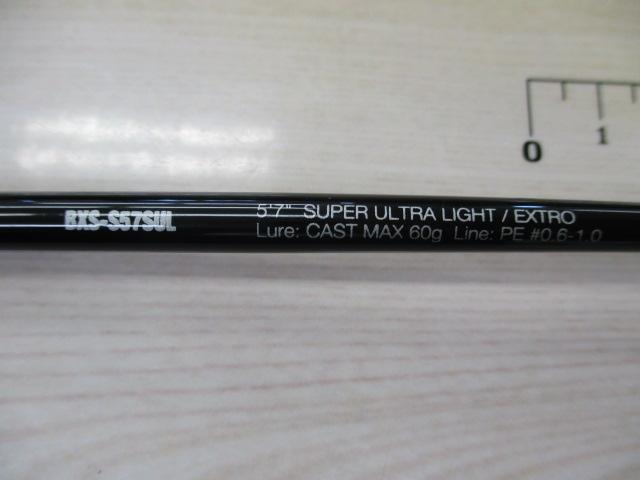 0 1
BXS-S57SUL
5'7" SUPER ULTRA LIGHT / EXTRO
Lure: CAST MAX 60g Line: PE #0.6-1.0